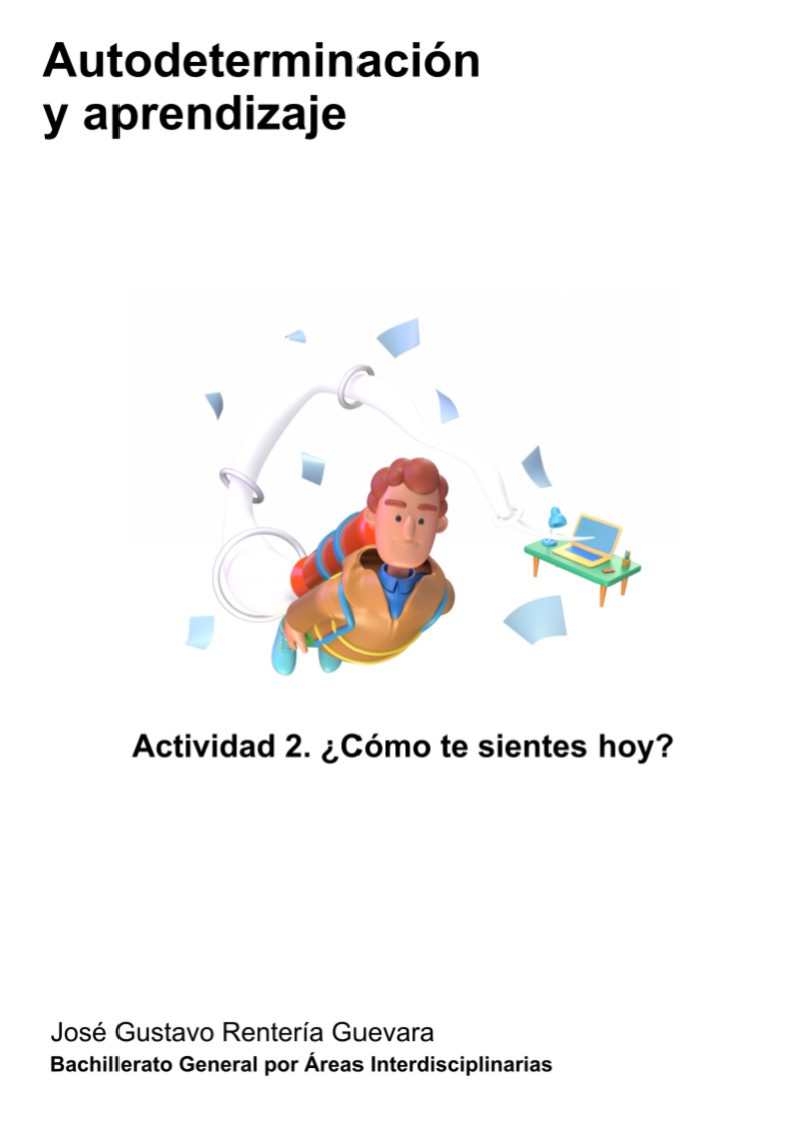 Autodeterminación
y aprendizaje
Actividad 2. ¿Cómo te sientes hoy?
José Gustavo Rentería Guevara
Bachillerato General por Áreas Interdisciplinarias